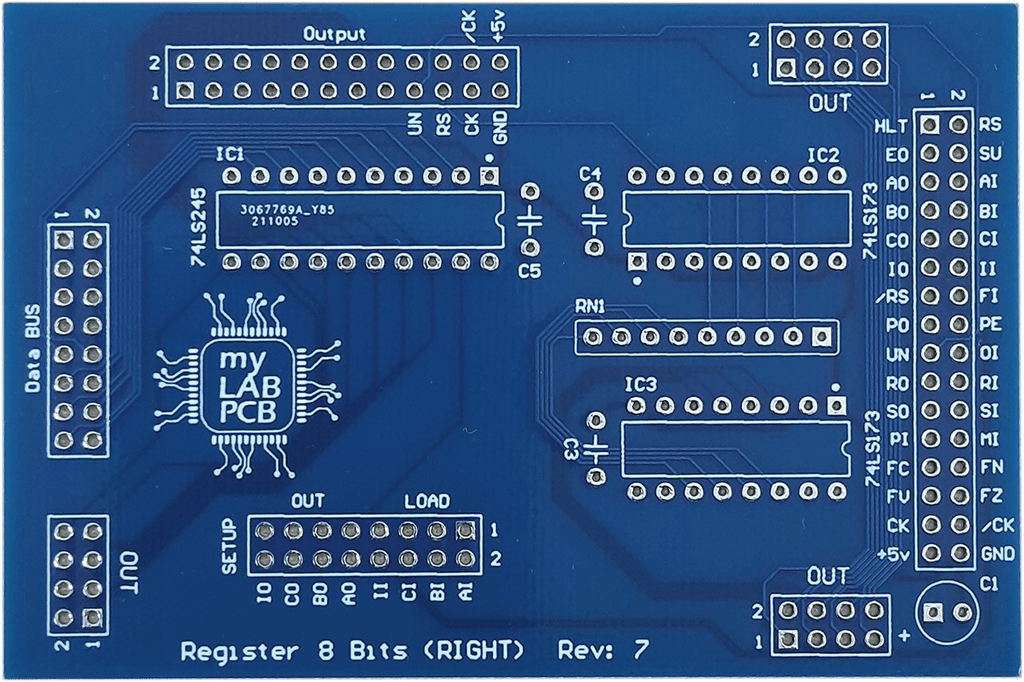 Output
/CK
+5v
2
1
UN
RS
CK
GND
2
1
OUT
1
2
HLT
RS
EO
SU
AO
AI
BO
BI
CO
CI
IO
II
/RS
FI
PO
PE
UN
OI
RO
RI
SO
SI
PI
MI
FC
FN
FV
FZ
CK
/CK
+5v
GND
IC1
74LS245
3067769A_Y85
211005
C5
C4
IC2
74LS173
1
2
Data BUS
RN1
my
LAB
PCB
IC3
C3
74LS173
OUT
LOAD
SETUP
1
2
IO
CO
BO
AO
II
CI
BI
AI
OUT
2
1
OUT
2
1
+
C1
Register 8 Bits (RIGHT) Rev: 7